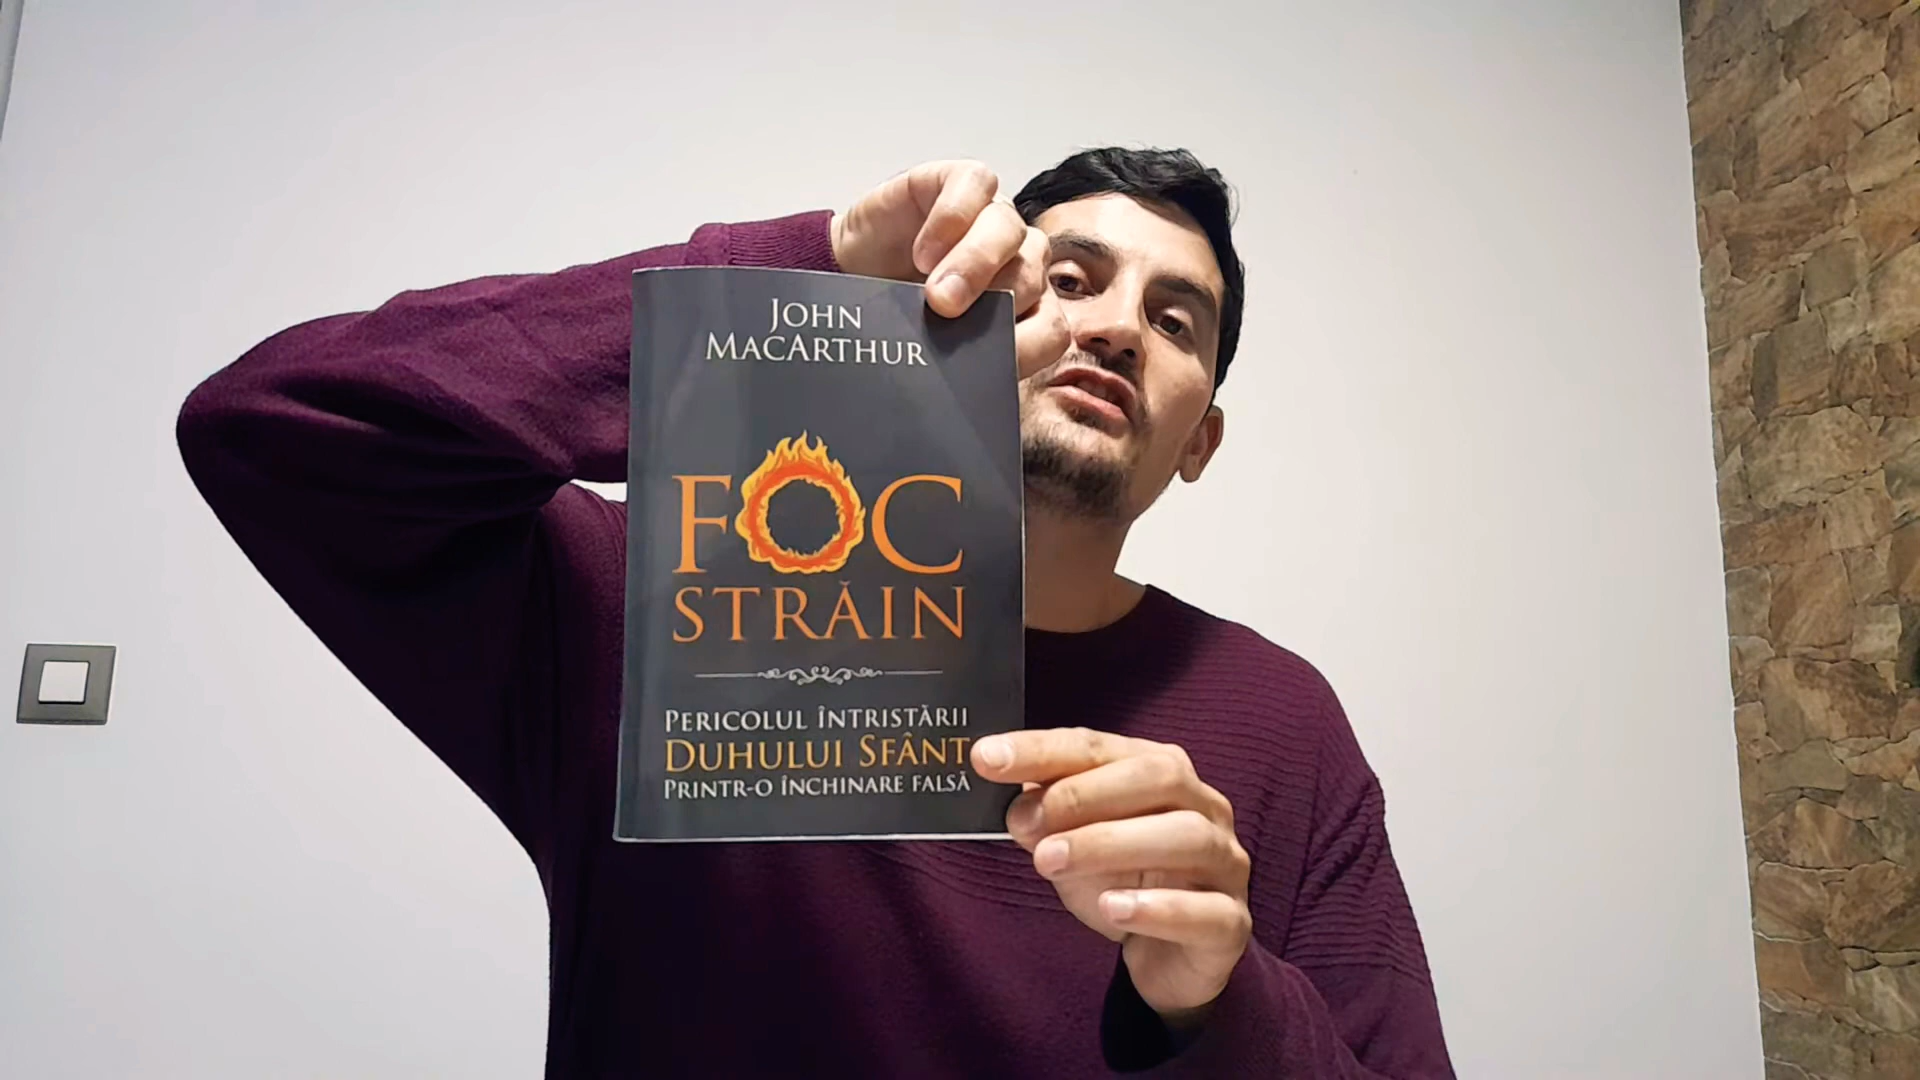 JOHN
MACARTHUR
FOC
STRĂIN
PERICOLUL ÎNTRISTĂRII
DUHULUI SFÂNT
PRINTR-O ÎNCHINARE FALSĂ